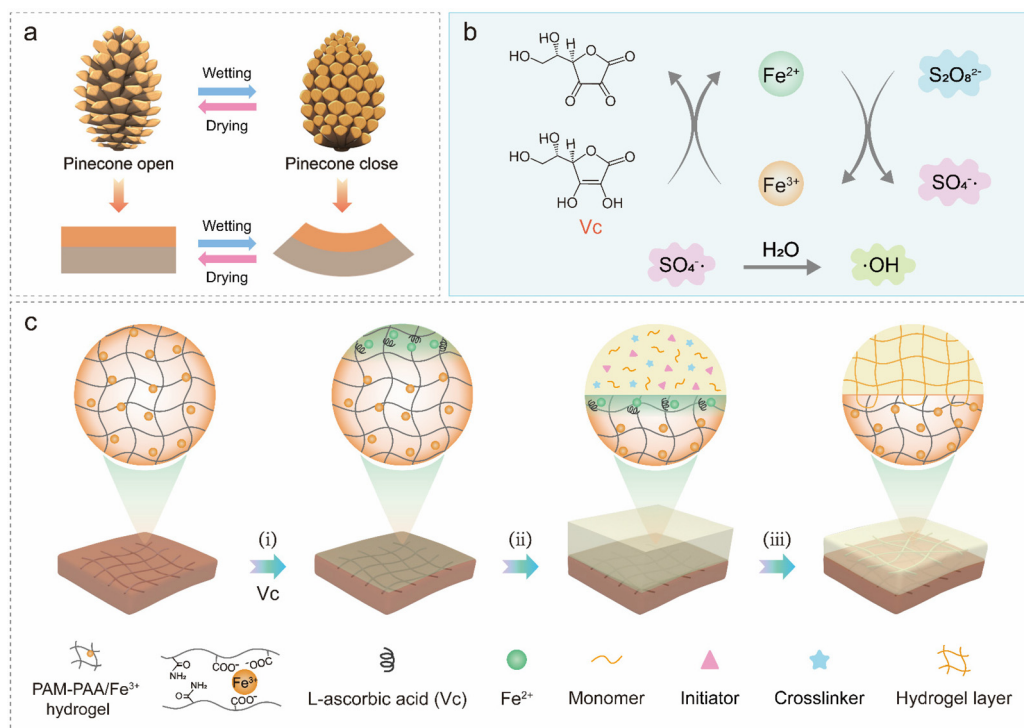 a
Wetting
Drying
Pinecone open
Pinecone close
Wetting
Drying
b
HO
H
O
HO
O
O
O
HO
H
O
HO
O
HO
OH
Vc
Fe²⁺
S₂O₈²⁻
Fe³⁺
SO₄⁻·
SO₄⁻·
H₂O
·OH
c
(i)
Vc
(ii)
(iii)
O
NH₂
COO⁻
⁻OOC
NH₂
O
Fe³⁺
COO⁻
PAM-PAA/Fe³⁺
hydrogel
L-ascorbic acid (Vc)
Fe²⁺
Monomer
Initiator
Crosslinker
Hydrogel layer